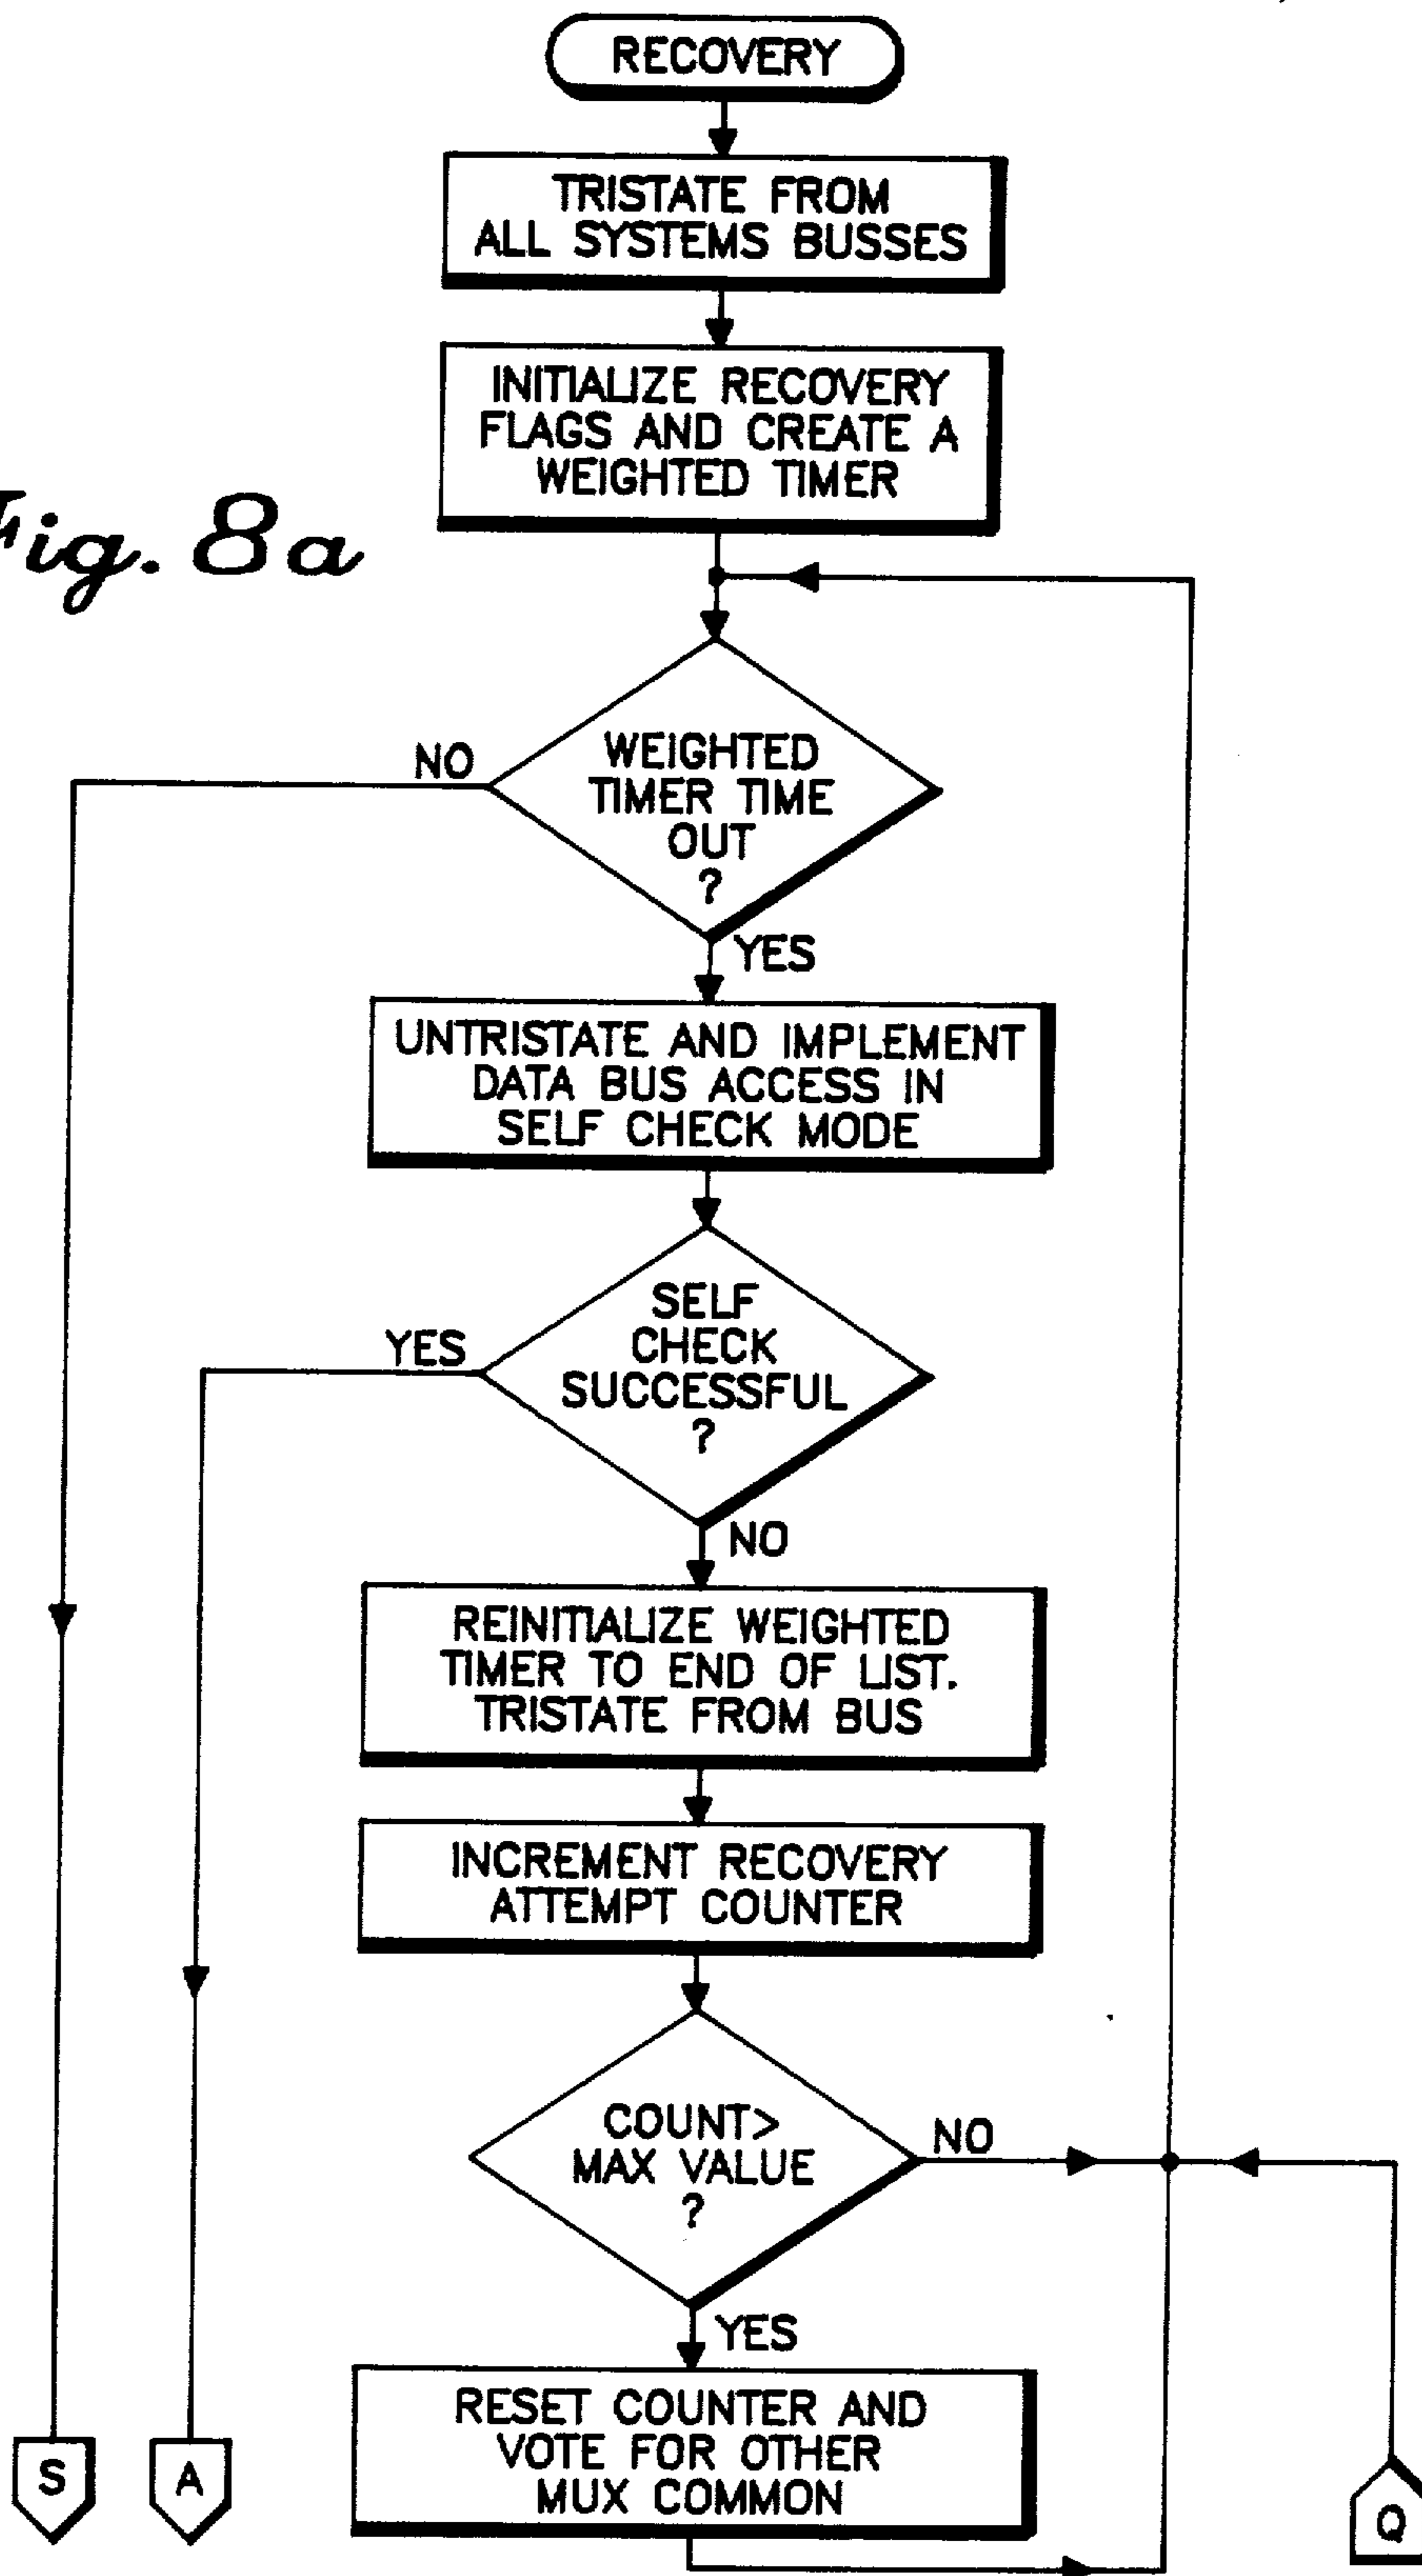 RECOVERY
TRISTATE FROM
ALL SYSTEMS BUSSES
INITIALIZE RECOVERY
FLAGS AND CREATE A
WEIGHTED TIMER
Fig. 8a
NO
WEIGHTED
TIMER TIME
OUT
?
YES
UNTRISTATE AND IMPLEMENT
DATA BUS ACCESS IN
SELF CHECK MODE
YES
SELF
CHECK
SUCCESSFUL
?
NO
REINITIALIZE WEIGHTED
TIMER TO END OF LIST.
TRISTATE FROM BUS
INCREMENT RECOVERY
ATTEMPT COUNTER
COUNT>
MAX VALUE
?
NO
YES
RESET COUNTER AND
VOTE FOR OTHER
MUX COMMON
S
A
Q